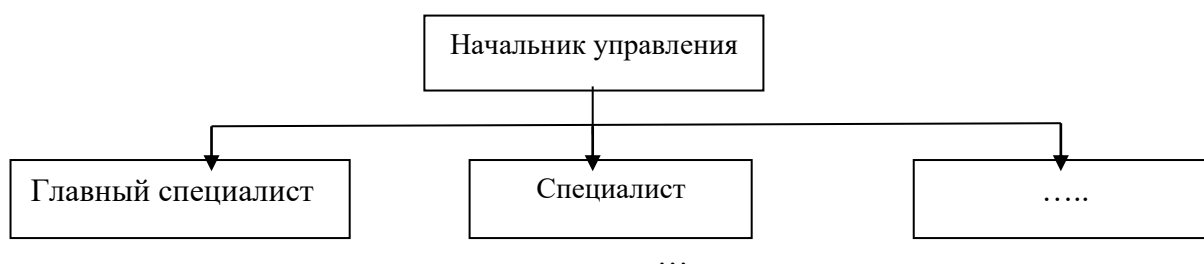 Начальник управления
Главный специалист
Специалист
…..
…